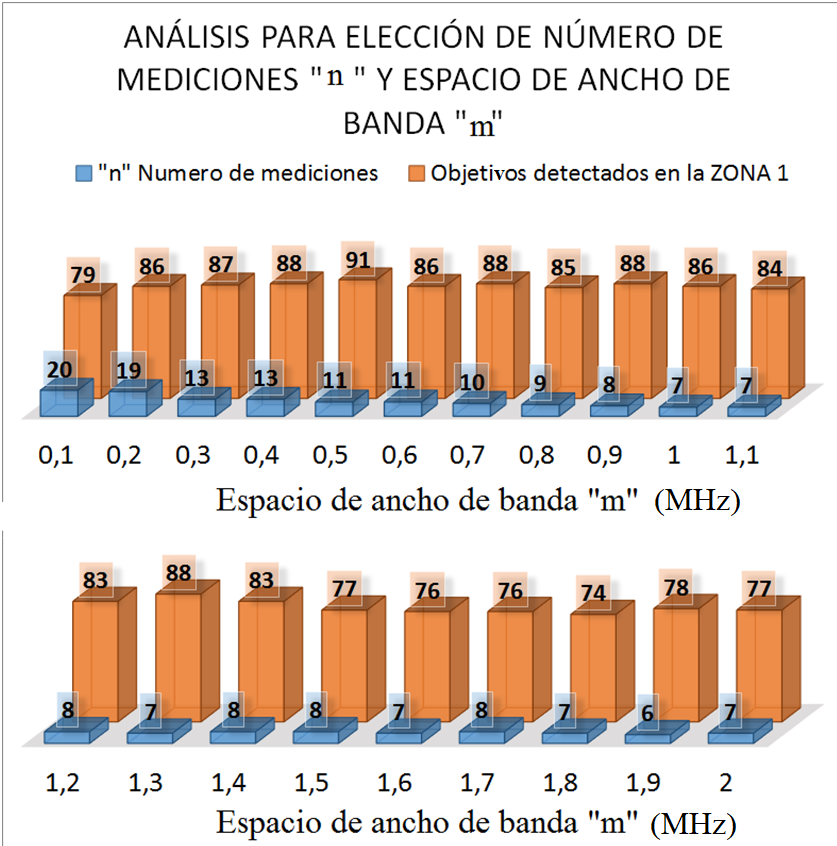 ANÁLISIS PARA ELECCIÓN DE NÚMERO DE
MEDICIONES "n " Y ESPACIO DE ANCHO DE
BANDA "m"
"n" Numero de mediciones Objetivos detectados en la ZONA 1
79 86 87 88 91 86 88 85 88 86 84
20 19 13 13 11 11 10 9 8 7 7
0,1 0,2 0,3 0,4 0,5 0,6 0,7 0,8 0,9 1 1,1
Espacio de ancho de banda "m" (MHz)
83 88 83 77 76 76 74 78 77
8 7 8 8 7 8 7 6 7
1,2 1,3 1,4 1,5 1,6 1,7 1,8 1,9 2
Espacio de ancho de banda "m" (MHz)